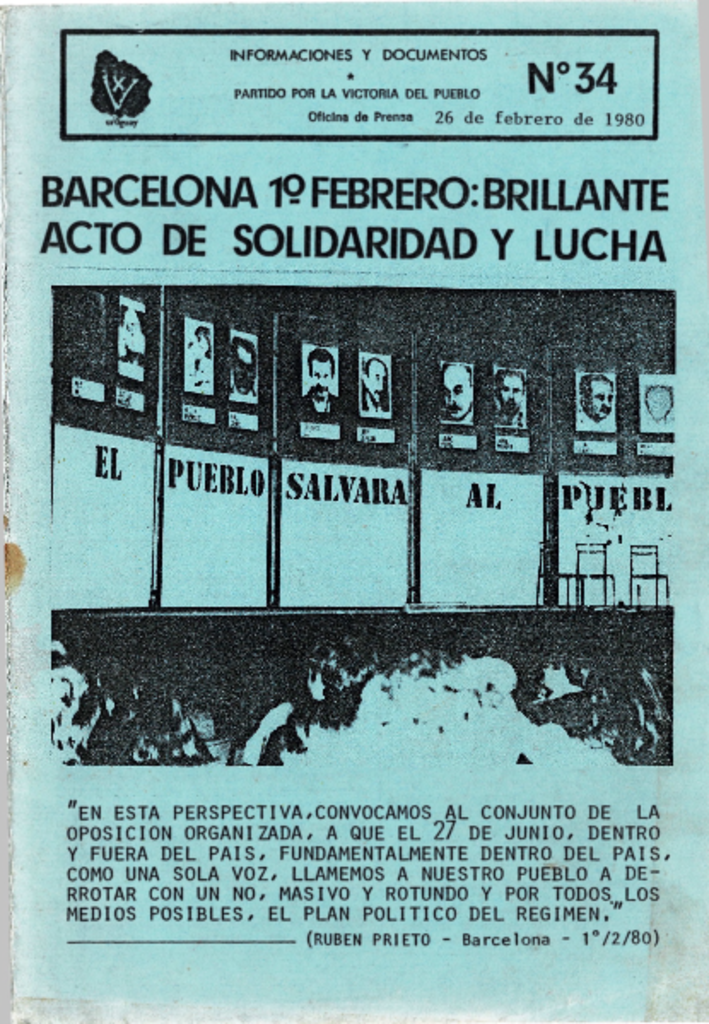 INFORMACIONES Y DOCUMENTOS
*
PARTIDO POR LA VICTORIA DEL PUEBLO
Oficina de Prensa
N° 34
26 de febrero de 1980
uruguay
BARCELONA 1º FEBRERO: BRILLANTE
ACTO DE SOLIDARIDAD Y LUCHA
EL PUEBLO SALVARA AL PUEBL
"EN ESTA PERSPECTIVA, CONVOCAMOS AL CONJUNTO DE LA
OPOSICION ORGANIZADA, A QUE EL 27 DE JUNIO, DENTRO
Y FUERA DEL PAIS, FUNDAMENTALMENTE DENTRO DEL PAIS,
COMO UNA SOLA VOZ, LLAMEMOS A NUESTRO PUEBLO A DE-
RROTAR CON UN NO, MASIVO Y ROTUNDO Y POR TODOS LOS
MEDIOS POSIBLES, EL PLAN POLITICO DEL REGIMEN."
(RUBEN PRIETO - Barcelona - 1°/2/80)